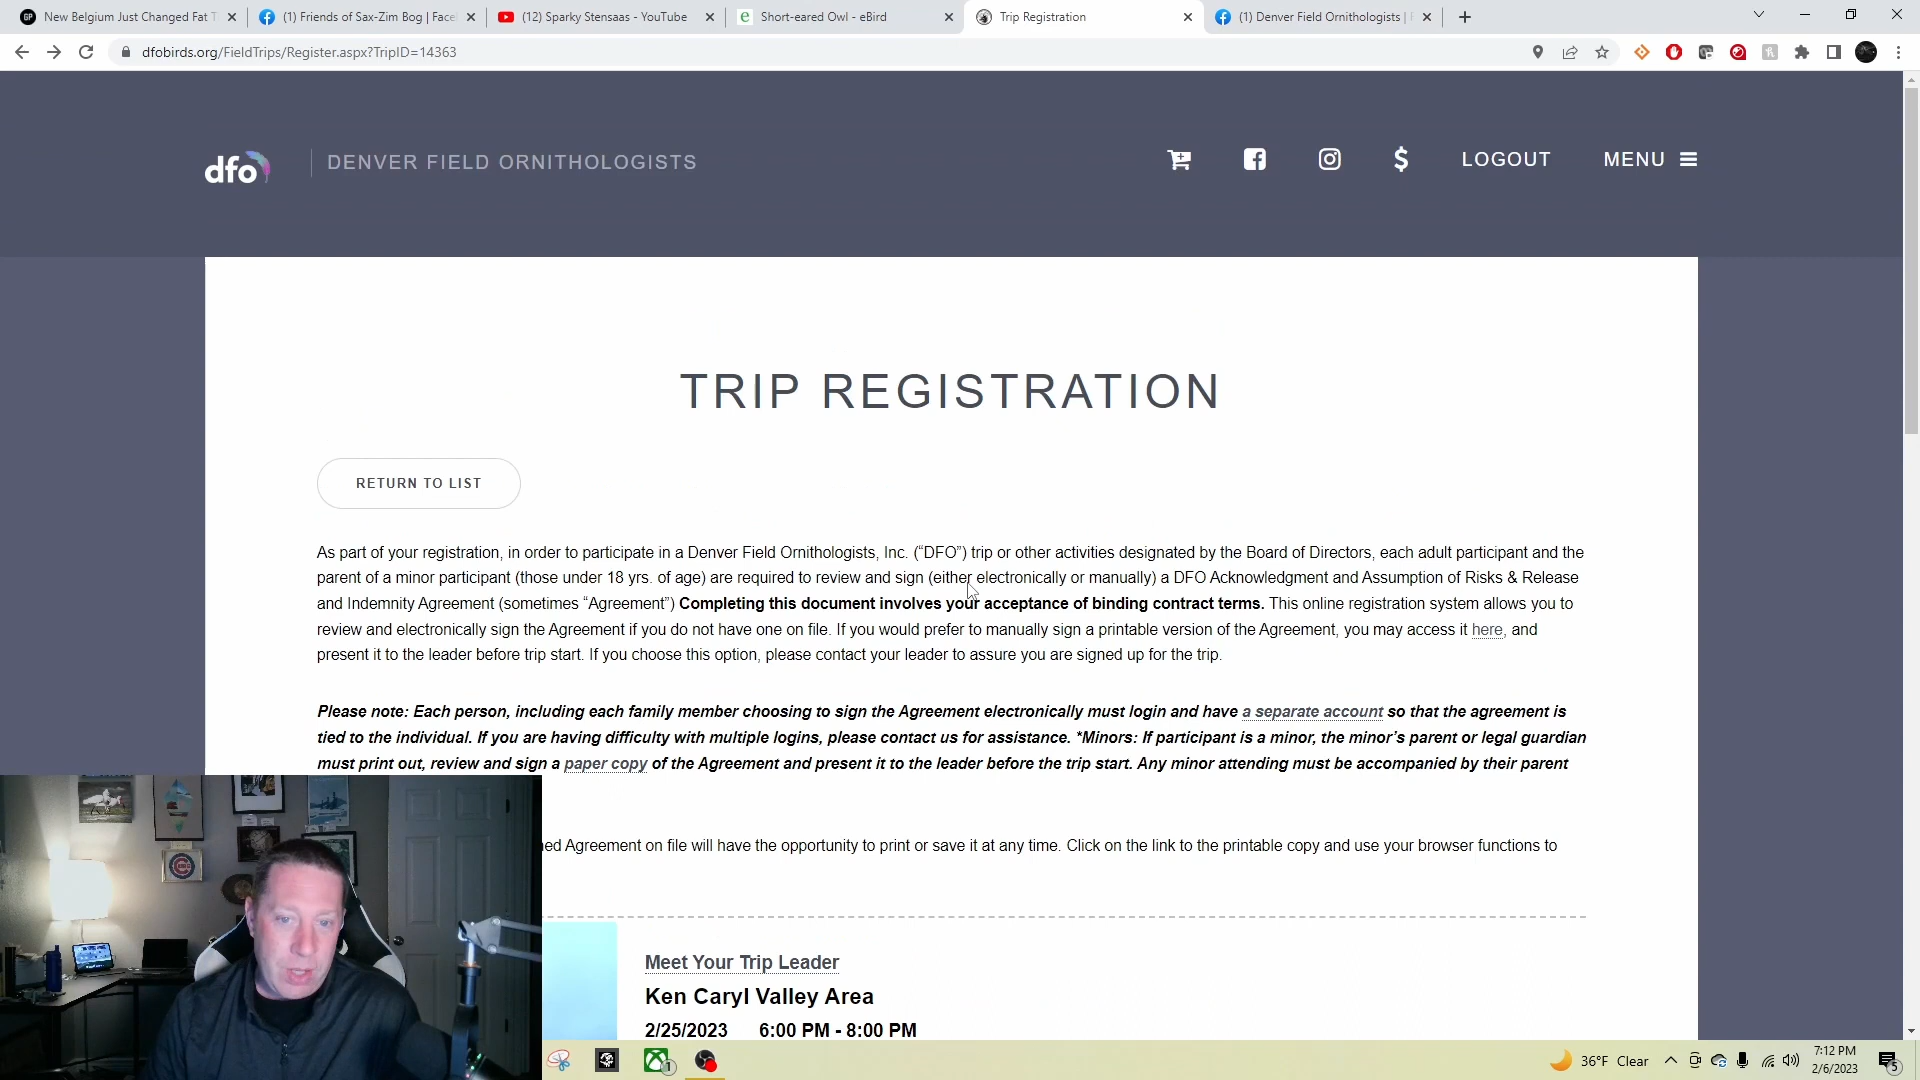 New Belgium Just Changed Fat T
(1) Friends of Sax-Zim Bog | Face
(12) Sparky Stensaas - YouTube
Short-eared Owl - eBird
Trip Registration
(1) Denver Field Ornithologists |
dfobirds.org/FieldTrips/Register.aspx?TripID=14363
dfo
DENVER FIELD ORNITHOLOGISTS
LOGOUT
MENU
TRIP REGISTRATION
RETURN TO LIST
As part of your registration, in order to participate in a Denver Field Ornithologists, Inc. (“DFO”) trip or other activities designated by the Board of Directors, each adult participant and the
parent of a minor participant (those under 18 yrs. of age) are required to review and sign (either electronically or manually) a DFO Acknowledgment and Assumption of Risks & Release
and Indemnity Agreement (sometimes “Agreement”) Completing this document involves your acceptance of binding contract terms. This online registration system allows you to
review and electronically sign the Agreement if you do not have one on file. If you would prefer to manually sign a printable version of the Agreement, you may access it here, and
present it to the leader before trip start. If you choose this option, please contact your leader to assure you are signed up for the trip.
Please note: Each person, including each family member choosing to sign the Agreement electronically must login and have a separate account so that the agreement is
tied to the individual. If you are having difficulty with multiple logins, please contact us for assistance. *Minors: If participant is a minor, the minor’s parent or legal guardian
must print out, review and sign a paper copy of the Agreement and present it to the leader before the trip start. Any minor attending must be accompanied by their parent
ned Agreement on file will have the opportunity to print or save it at any time. Click on the link to the printable copy and use your browser functions to
Meet Your Trip Leader
Ken Caryl Valley Area
2/25/2023 6:00 PM - 8:00 PM
36°F Clear
7:12 PM
2/6/2023